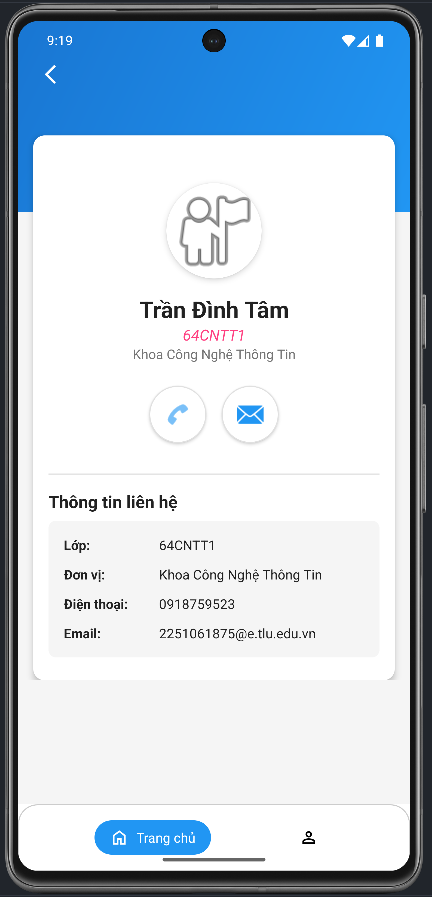 9:19
Trần Đình Tâm
64CNTT1
Khoa Công Nghệ Thông Tin
Thông tin liên hệ
Lớp: 64CNTT1
Đơn vị: Khoa Công Nghệ Thông Tin
Điện thoại: 0918759523
Email: 2251061875@e.tlu.edu.vn
Trang chủ